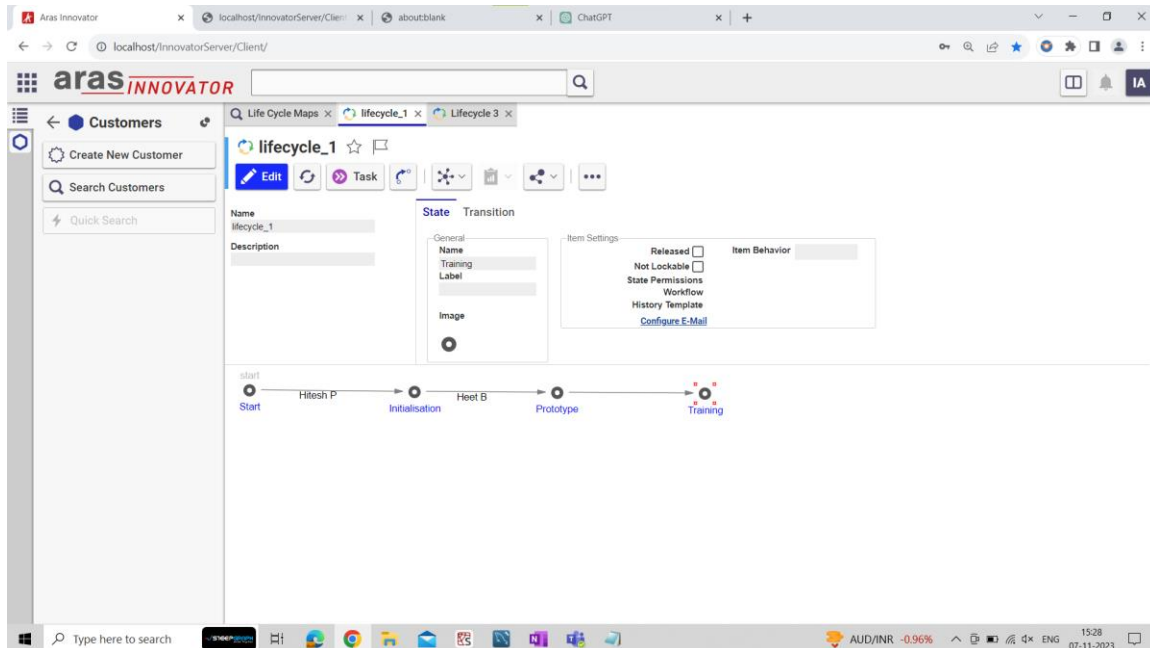 Aras Innovator
localhost/InnovatorServer/Clien
about:blank
ChatGPT
localhost/InnovatorServer/Client/
aras INNOVATOR
IA
Customers
Create New Customer
Search Customers
Quick Search
Life Cycle Maps
lifecycle_1
Lifecycle 3
lifecycle_1
Edit
Task
Name
lifecycle_1
Description
State Transition
General
Name
Training
Label
Image
Item Settings
Released
Not Lockable
State Permissions
Workflow
History Template
Configure E-Mail
Item Behavior
start
Hitesh P
Heet B
Start
Initialisation
Prototype
Training
Type here to search
AUD/INR -0.96%
ENG
15:28
07-11-2023